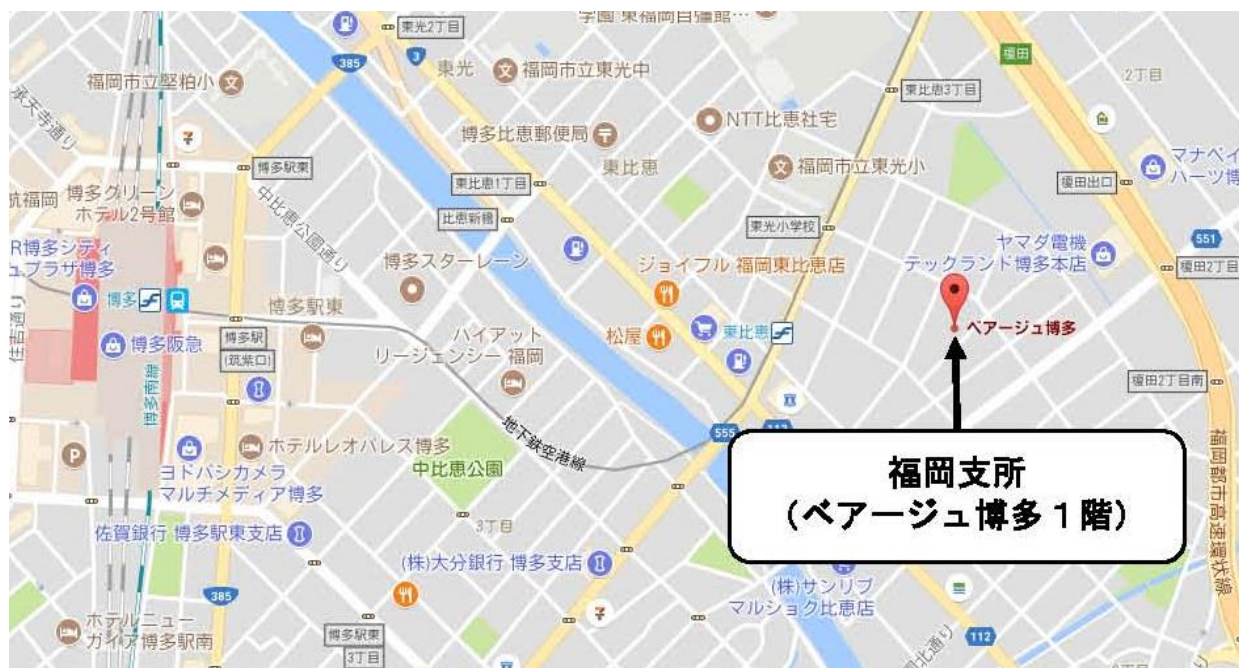 学園 東福岡自彊館…
東光2丁目
385
3
東光
福岡市立東光中
榎田
2丁目
福岡市立堅粕小
東比恵3丁目
承天寺通り
NTT比恵社宅
博多比恵郵便局
東比恵
福岡市立東光小
マナベイ
ハーツ博
博多駅東
東比恵1丁目
榎田出口
航福岡
博多グリーン
ホテル2号館
中比恵公園通り
比恵新橋
東光小学校
551
R博多シティ
ュプラザ博多
博多スターレーン
ジョイフル 福岡東比恵店
ヤマダ電機
テックランド博多本店
榎田2丁目
住吉通り
博多
博多駅東
ベアージュ博多
博多阪急
博多駅
(筑紫口)
ハイアット
リージェンシー 福岡
松屋
東比恵
榎田2丁目南
博多南線
P
ホテルレオパレス博多
地下鉄空港線
555
112
福岡都市高速環状線
中比恵公園
福岡支所
(ベアージュ博多1階)
ヨドバシカメラ
マルチメディア博多
3丁目
佐賀銀行 博多駅東支店
(株)大分銀行 博多支店
(株)サンリブ
マルショク比恵店
385
ホテルニュー
ガイア博多駅南
博多駅東
3丁目
112